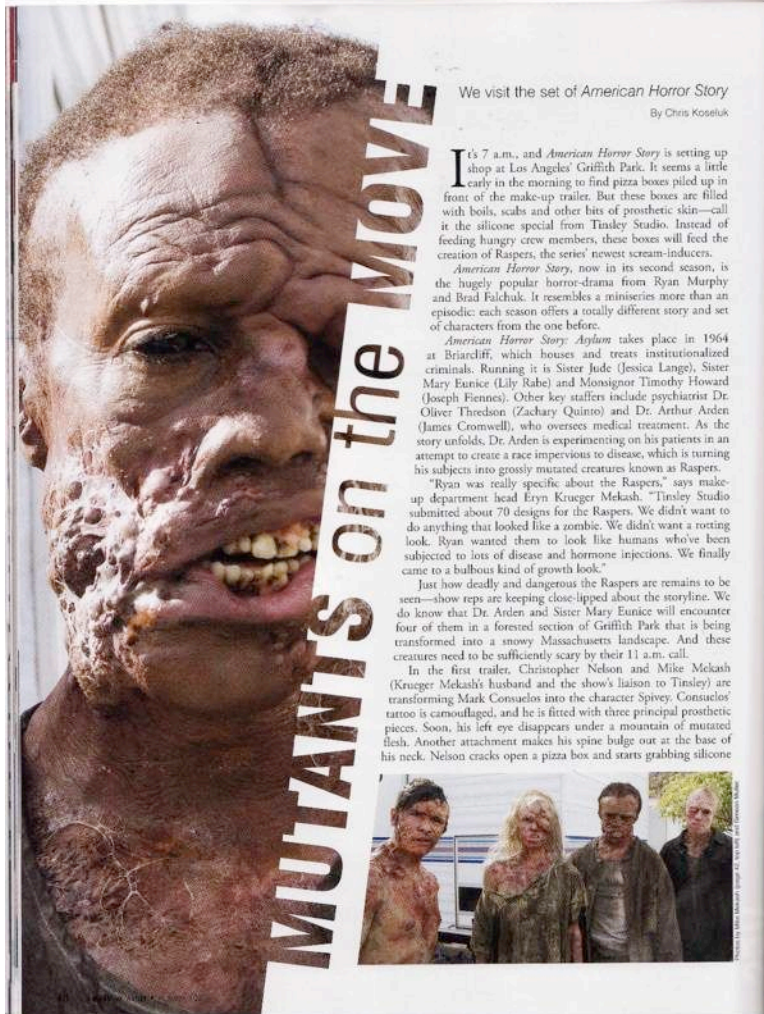 We visit the set of American Horror Story
By Chris Koseluk
MUTANTS on the MOVE
It's 7 a.m., and American Horror Story is setting up
shop at Los Angeles' Griffith Park. It seems a little
early in the morning to find pizza boxes piled up in
front of the make-up trailer. But these boxes are filled
with boils, scabs and other bits of prosthetic skin—call
it the silicone special from Tinsley Studio. Instead of
feeding hungry crew members, these boxes will feed the
creation of Raspers, the series' newest scream-inducers.
American Horror Story, now in its second season, is
the hugely popular horror-drama from Ryan Murphy
and Brad Falchuk. It resembles a miniseries more than an
episodic: each season offers a totally different story and set
of characters from the one before.
American Horror Story: Asylum takes place in 1964
at Briarcliff, which houses and treats institutionalized
criminals. Running it is Sister Jude (Jessica Lange), Sister
Mary Eunice (Lily Rabe) and Monsignor Timothy Howard
(Joseph Fiennes). Other key staffers include psychiatrist Dr.
Oliver Thredson (Zachary Quinto) and Dr. Arthur Arden
(James Cromwell), who oversees medical treatment. As the
story unfolds, Dr. Arden is experimenting on his patients in an
attempt to create a race impervious to disease, which is turning
his subjects into grossly mutated creatures known as Raspers.
"Ryan was really specific about the Raspers," says make-
up department head Eryn Krueger Mekash. "Tinsley Studio
submitted about 70 designs for the Raspers. We didn't want to
do anything that looked like a zombie. We didn't want a rotting
look. Ryan wanted them to look like humans who've been
subjected to lots of disease and hormone injections. We finally
came to a bulbous kind of growth look."
Just how deadly and dangerous the Raspers are remains to be
seen—show reps are keeping close-lipped about the storyline. We
do know that Dr. Arden and Sister Mary Eunice will encounter
four of them in a forested section of Griffith Park that is being
transformed into a snowy Massachusetts landscape. And these
creatures need to be sufficiently scary by their 11 a.m. call.
In the first trailer, Christopher Nelson and Mike Mekash
(Krueger Mekash's husband and the show's liaison to Tinsley) are
transforming Mark Consuelos into the character Spivey. Consuelos'
tattoo is camouflaged, and he is fitted with three principal prosthetic
pieces. Soon, his left eye disappears under a mountain of mutated
flesh. Another attachment makes his spine bulge out at the base of
his neck. Nelson cracks open a pizza box and starts grabbing silicone